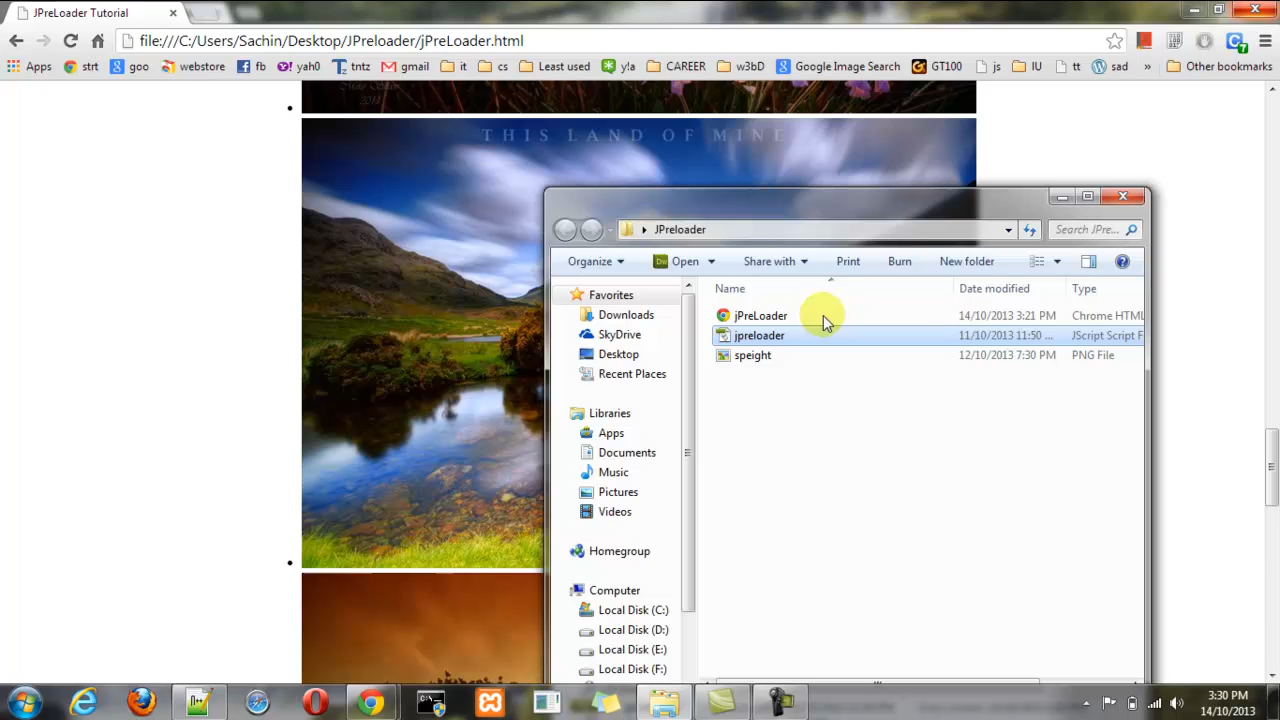 JPreLoader Tutorial
file:///C:/Users/Sachin/Desktop/JPreloader/jPreLoader.html
Apps strt goo webstore fb yah0 tntz gmail it cs Least used y!a CAREER w3bD Google Image Search GT100 js IU tt sad » Other bookmarks
2011
THIS LAND OF MINE
JPreloader
Search JPre...
Organize Open Share with Print Burn New folder
Name Date modified Type
Favorites
Downloads
SkyDrive
Desktop
Recent Places
Libraries
Apps
Documents
Music
Pictures
Videos
Homegroup
Computer
Local Disk (C:)
Local Disk (D:)
Local Disk (E:)
Local Disk (F:)
jPreLoader 14/10/2013 3:21 PM Chrome HTM
jpreloader 11/10/2013 11:50 ... JScript Script F
speight 12/10/2013 7:30 PM PNG File
3:30 PM
14/10/2013